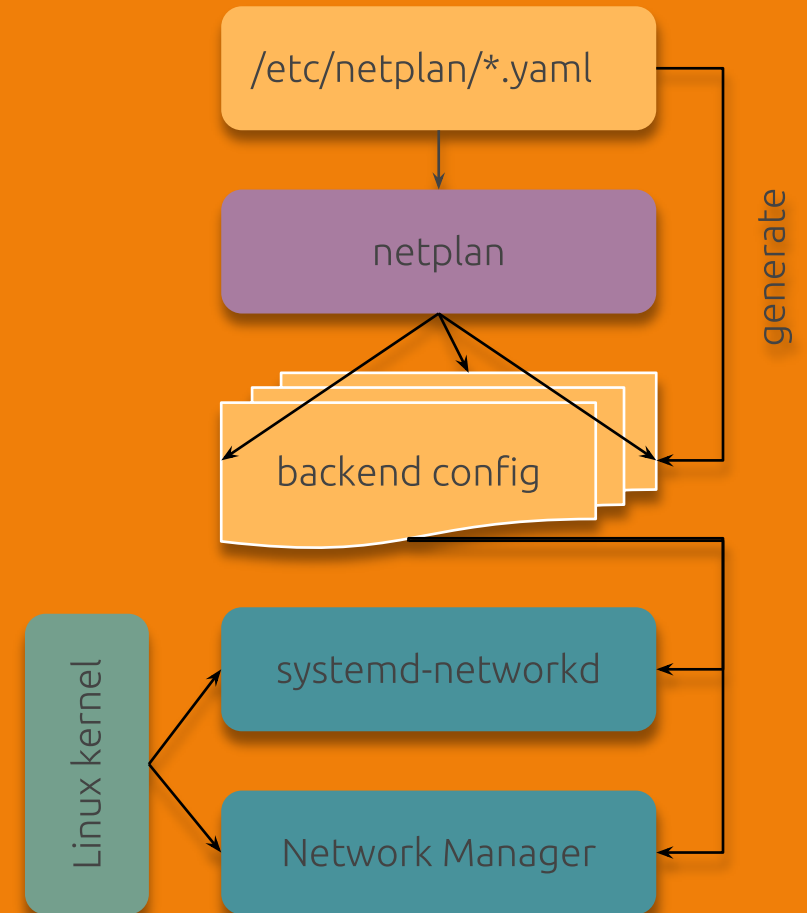 /etc/netplan/*.yaml
netplan
generate
backend config
systemd-networkd
Linux kernel
Network Manager